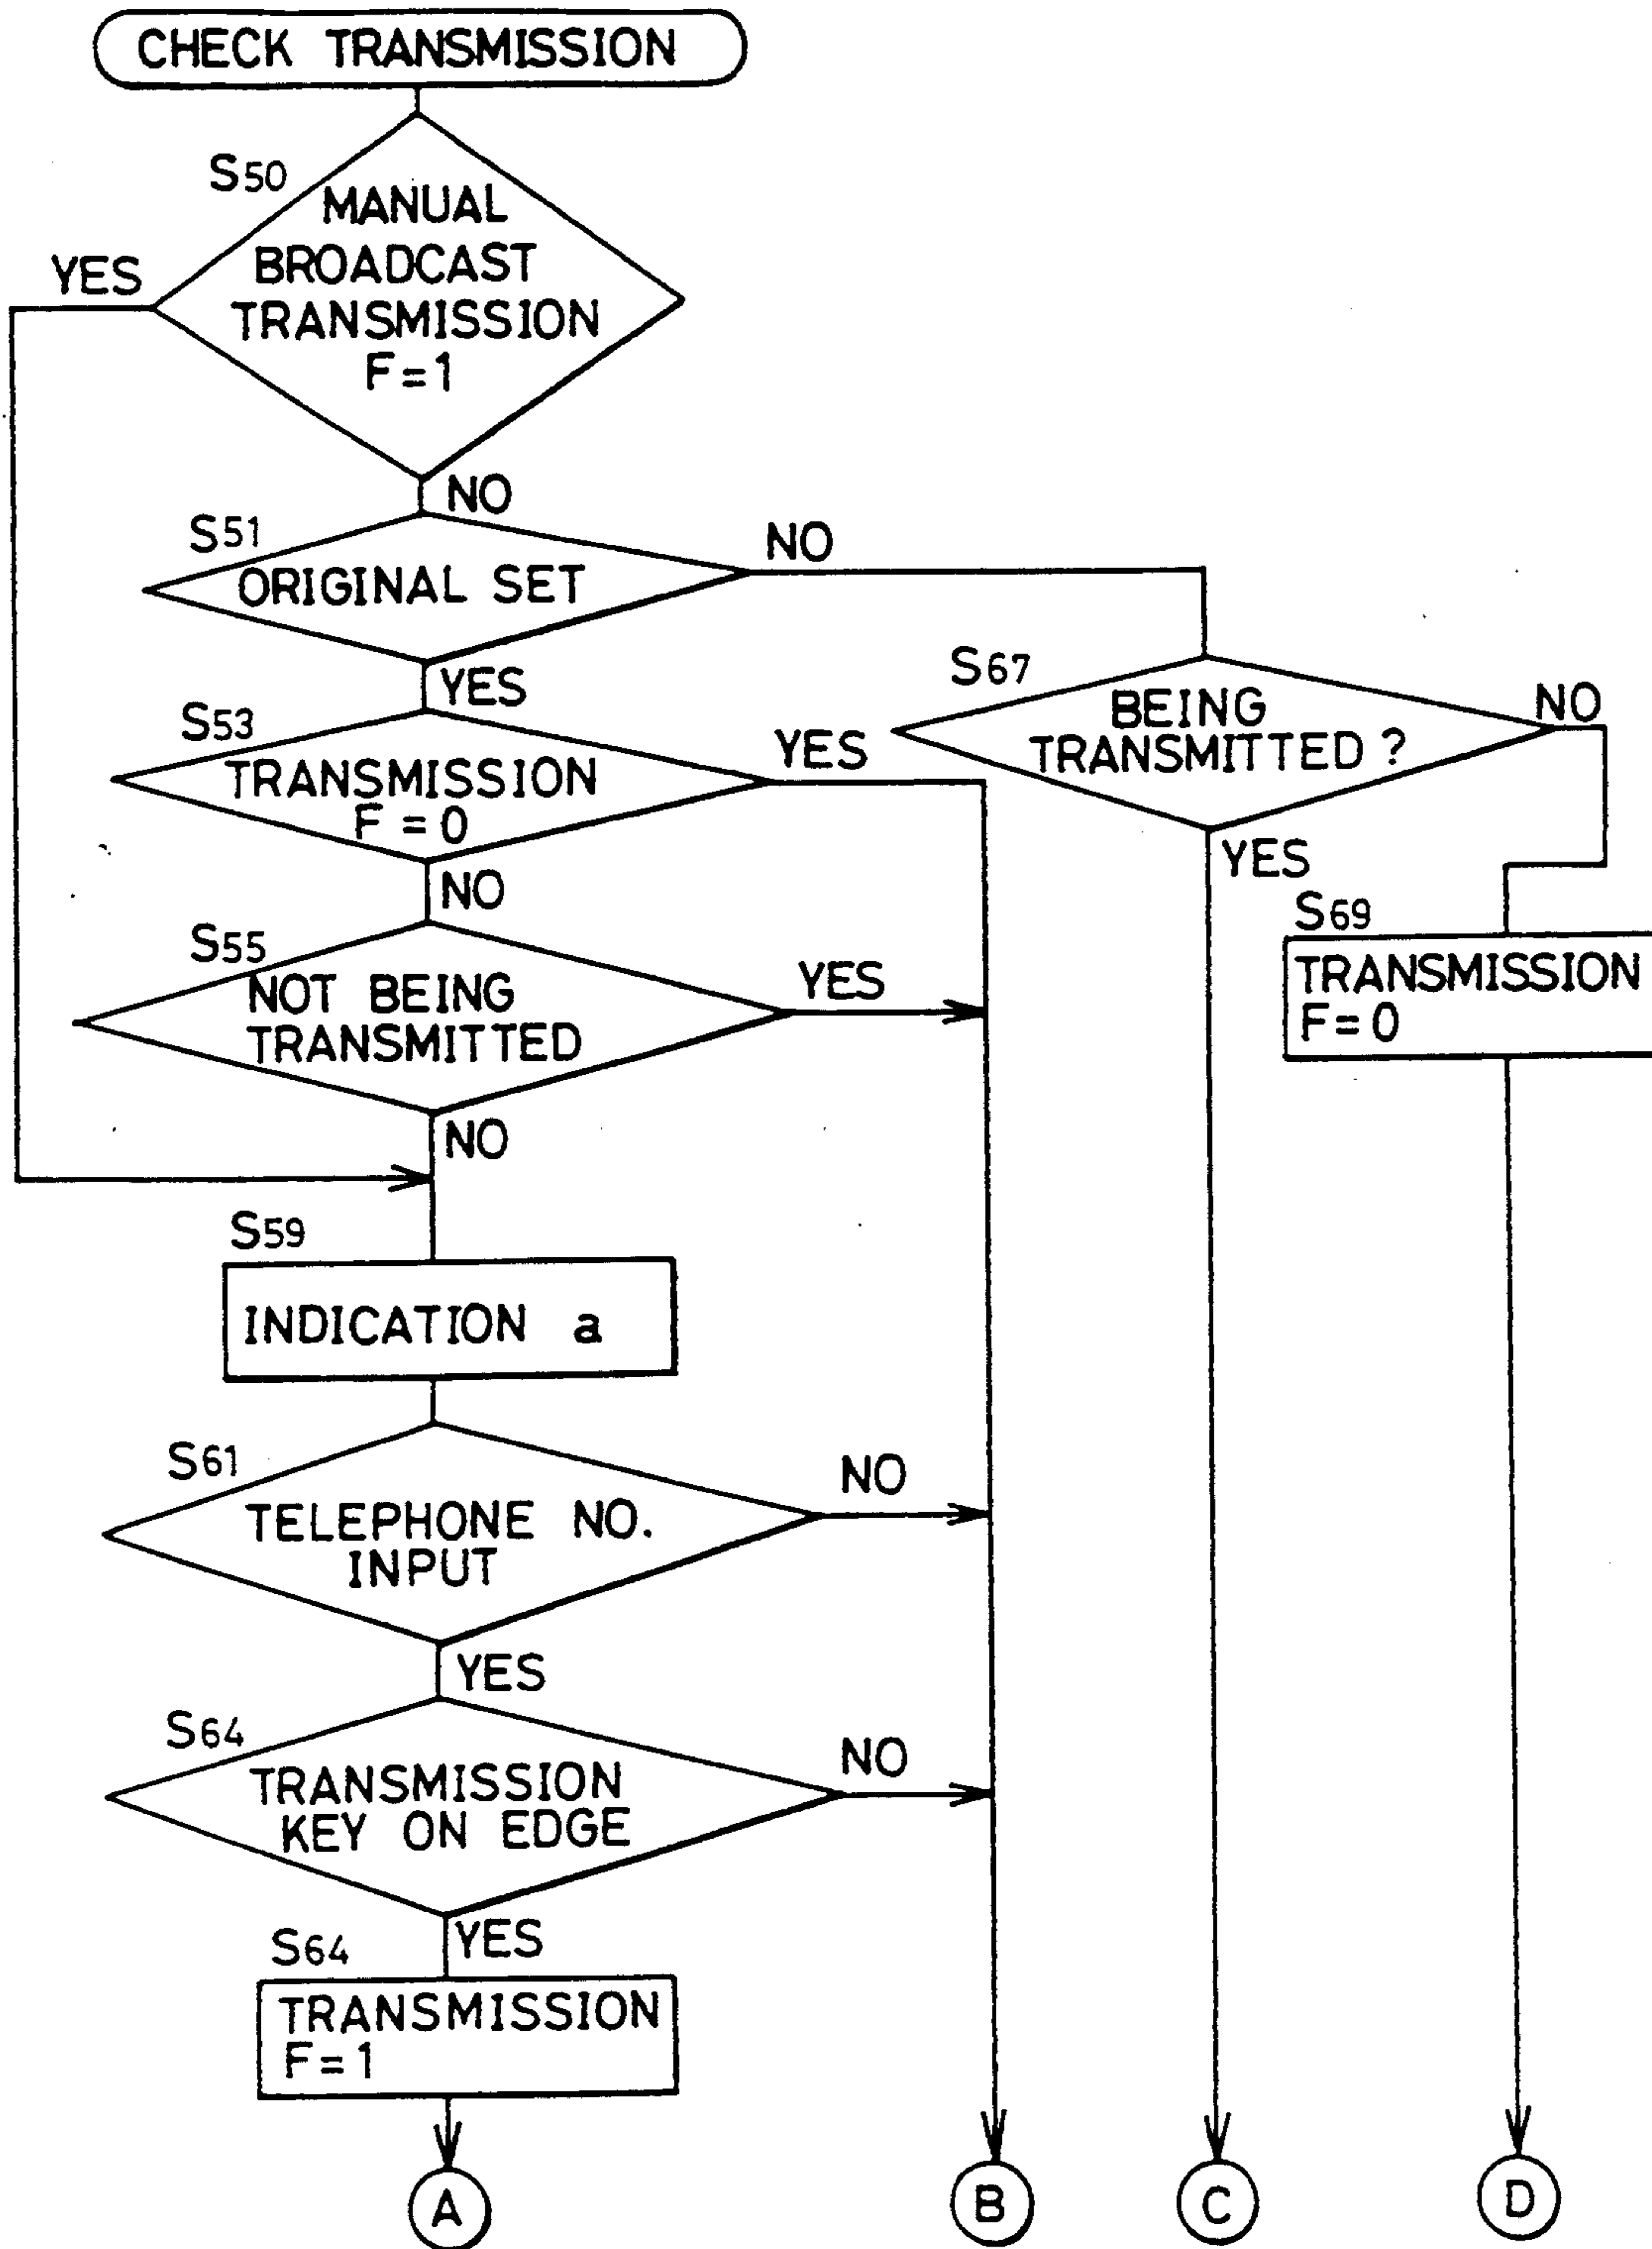 CHECK TRANSMISSION
S50
MANUAL
BROADCAST
TRANSMISSION
F=1
YES
NO
S51
ORIGINAL SET
NO
YES
S67
BEING
TRANSMITTED?
NO
YES
S53
TRANSMISSION
F=0
YES
NO
S69
TRANSMISSION
F=0
S55
NOT BEING
TRANSMITTED
YES
NO
S59
INDICATION a
S61
TELEPHONE NO.
INPUT
NO
YES
S64
TRANSMISSION
KEY ON EDGE
NO
YES
S64
TRANSMISSION
F=1
A
B
C
D